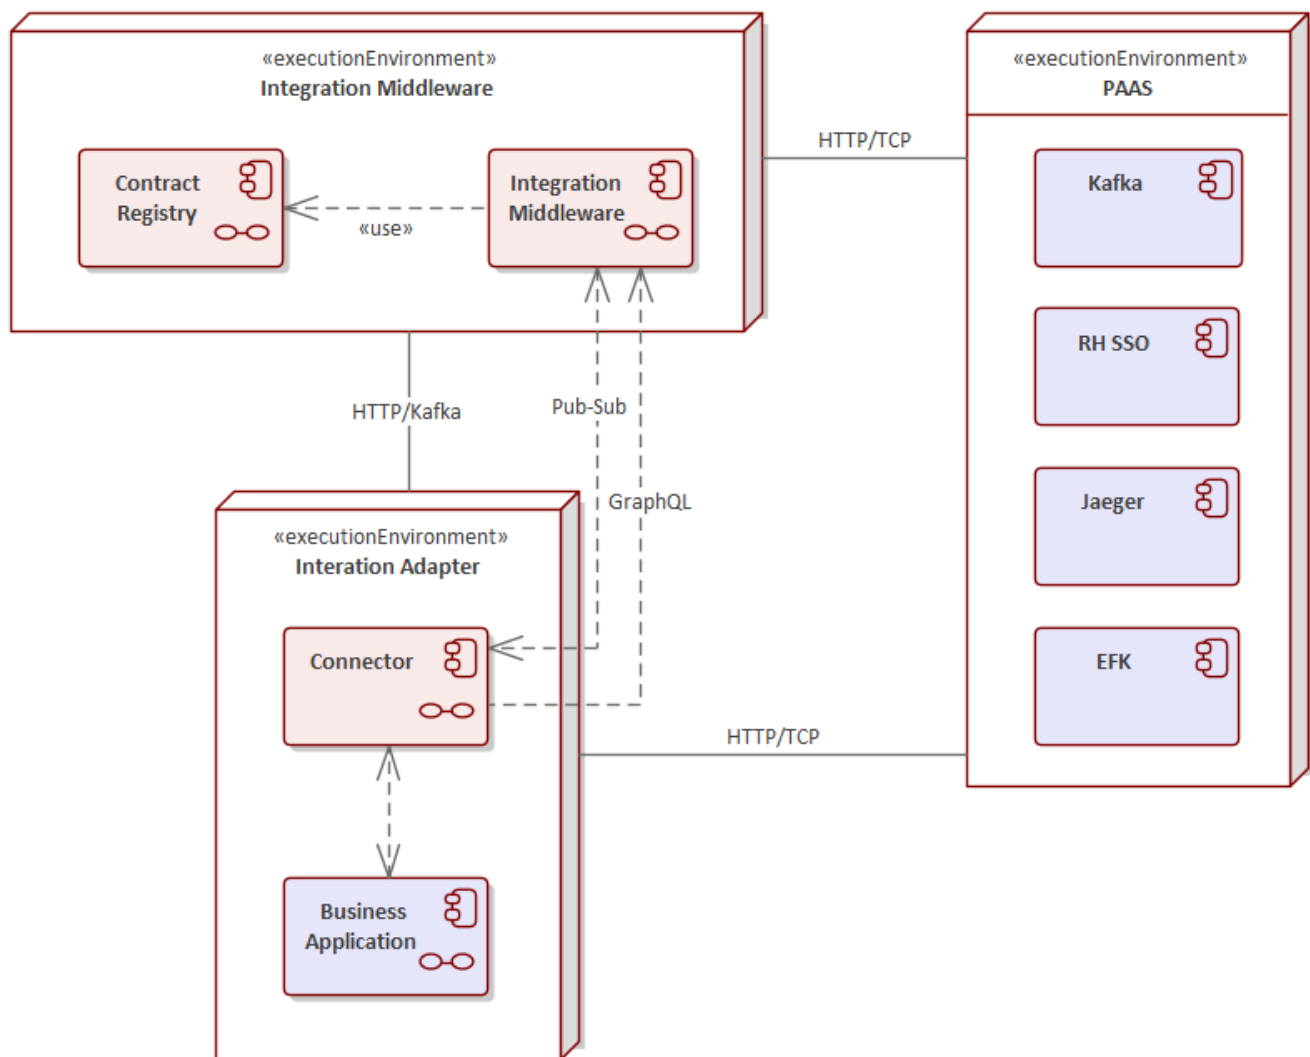 «executionEnvironment»
Integration Middleware
Contract
Registry
«use»
Integration
Middleware
HTTP/TCP
«executionEnvironment»
PAAS
Kafka
RH SSO
Jaeger
EFK
HTTP/Kafka
Pub-Sub
GraphQL
«executionEnvironment»
Interation Adapter
Connector
HTTP/TCP
Business
Application